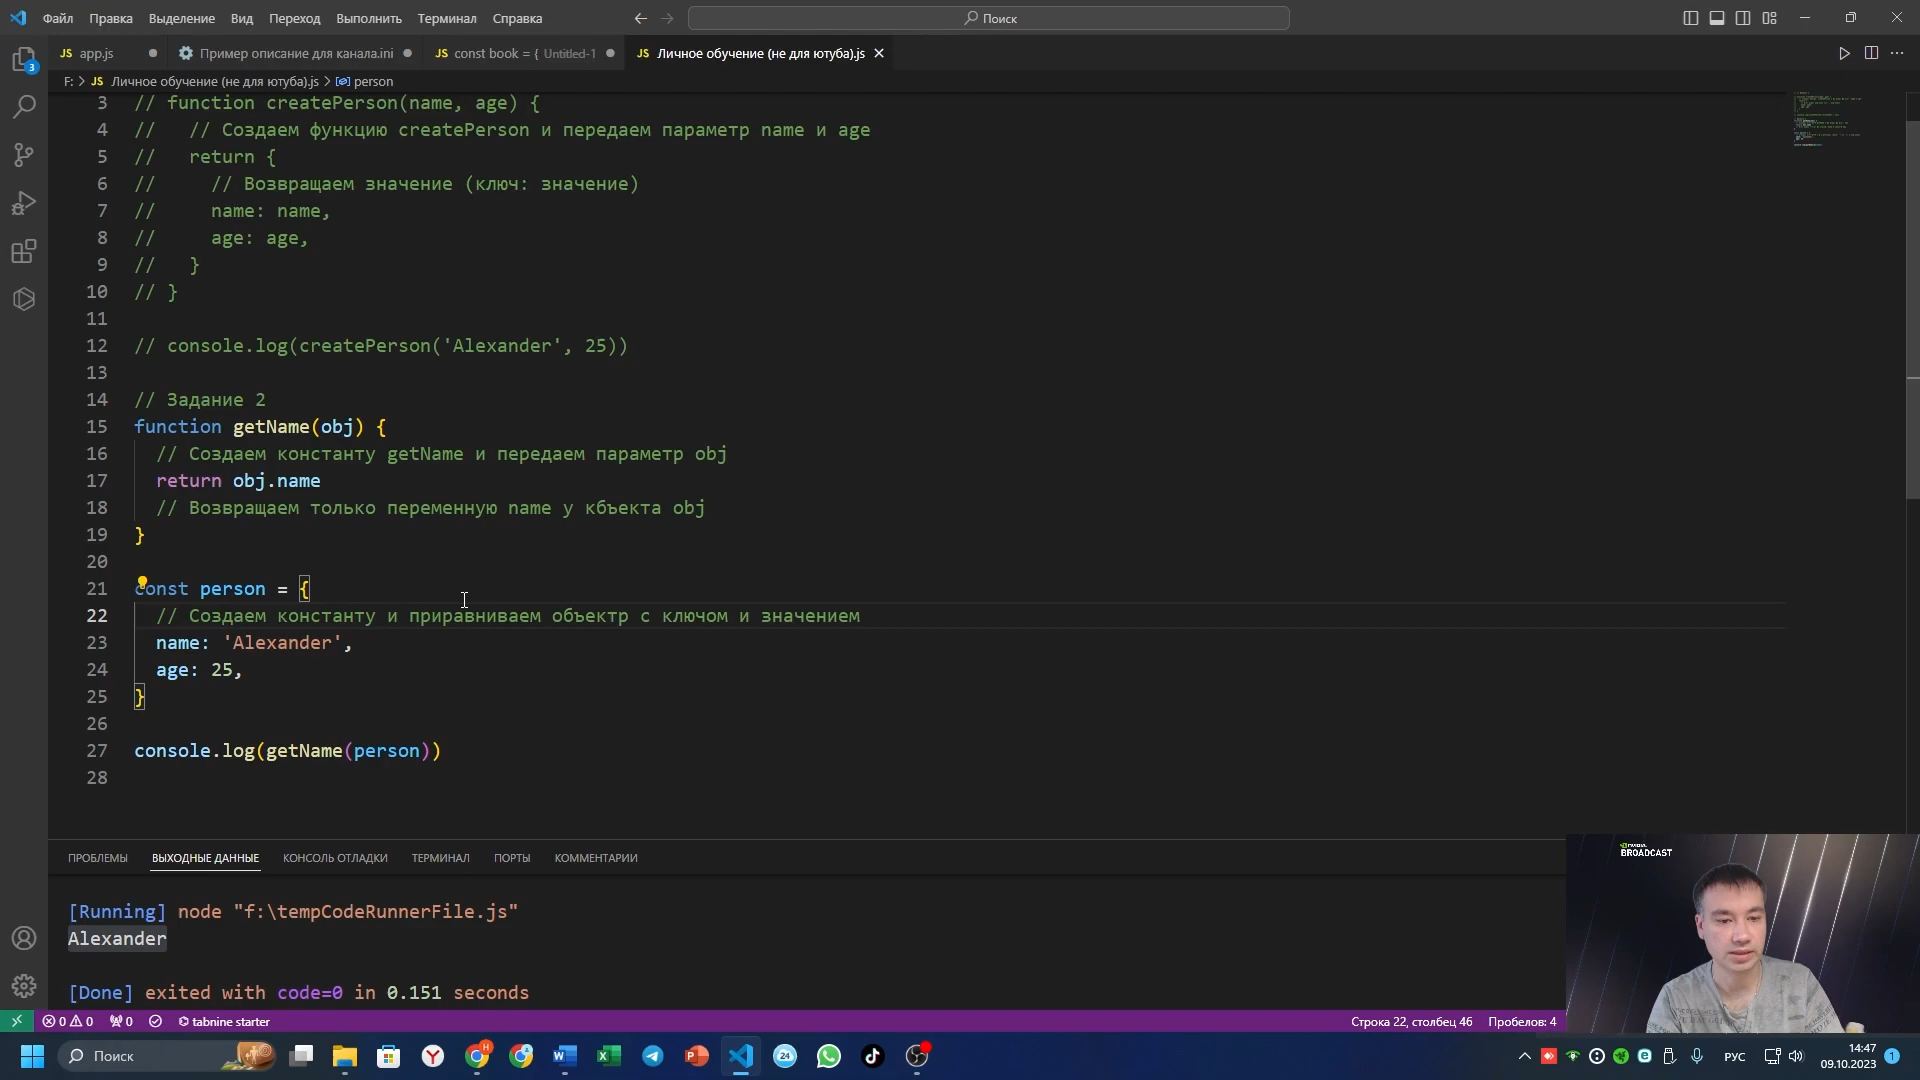 Файл Правка Выделение Вид Переход Выполнить Терминал Справка Поиск
JS app.js Пример описание для канала.ini JS const book = { Untitled-1 JS Личное обучение (не для ютуба).js
F: > JS Личное обучение (не для ютуба).js > person
3 // function createPerson(name, age) {
4 //   // Создаем функцию createPerson и передаем параметр name и age
5 //   return {
6 //     // Возвращаем значение (ключ: значение)
7 //     name: name,
8 //     age: age,
9 //   }
10 // }
11
12 // console.log(createPerson('Alexander', 25))
13
14 // Задание 2
15 function getName(obj) {
16   // Создаем константу getName и передаем параметр obj
17   return obj.name
18   // Возвращаем только переменную name у кбъекта obj
19 }
20
21 const person = {
22   // Создаем константу и приравниваем объектр с ключом и значением
23   name: 'Alexander',
24   age: 25,
25 }
26
27 console.log(getName(person))
28
3
ПРОБЛЕМЫ ВЫХОДНЫЕ ДАННЫЕ КОНСОЛЬ ОТЛАДКИ ТЕРМИНАЛ ПОРТЫ КОММЕНТАРИИ
[Running] node "f:\tempCodeRunnerFile.js"
Alexander
[Done] exited with code=0 in 0.151 seconds
NVIDIA
BROADCAST
0 0 0 tabnine starter Строка 22, столбец 46 Пробелов: 4
Поиск 24 РУС 14:47
09.10.2023 1